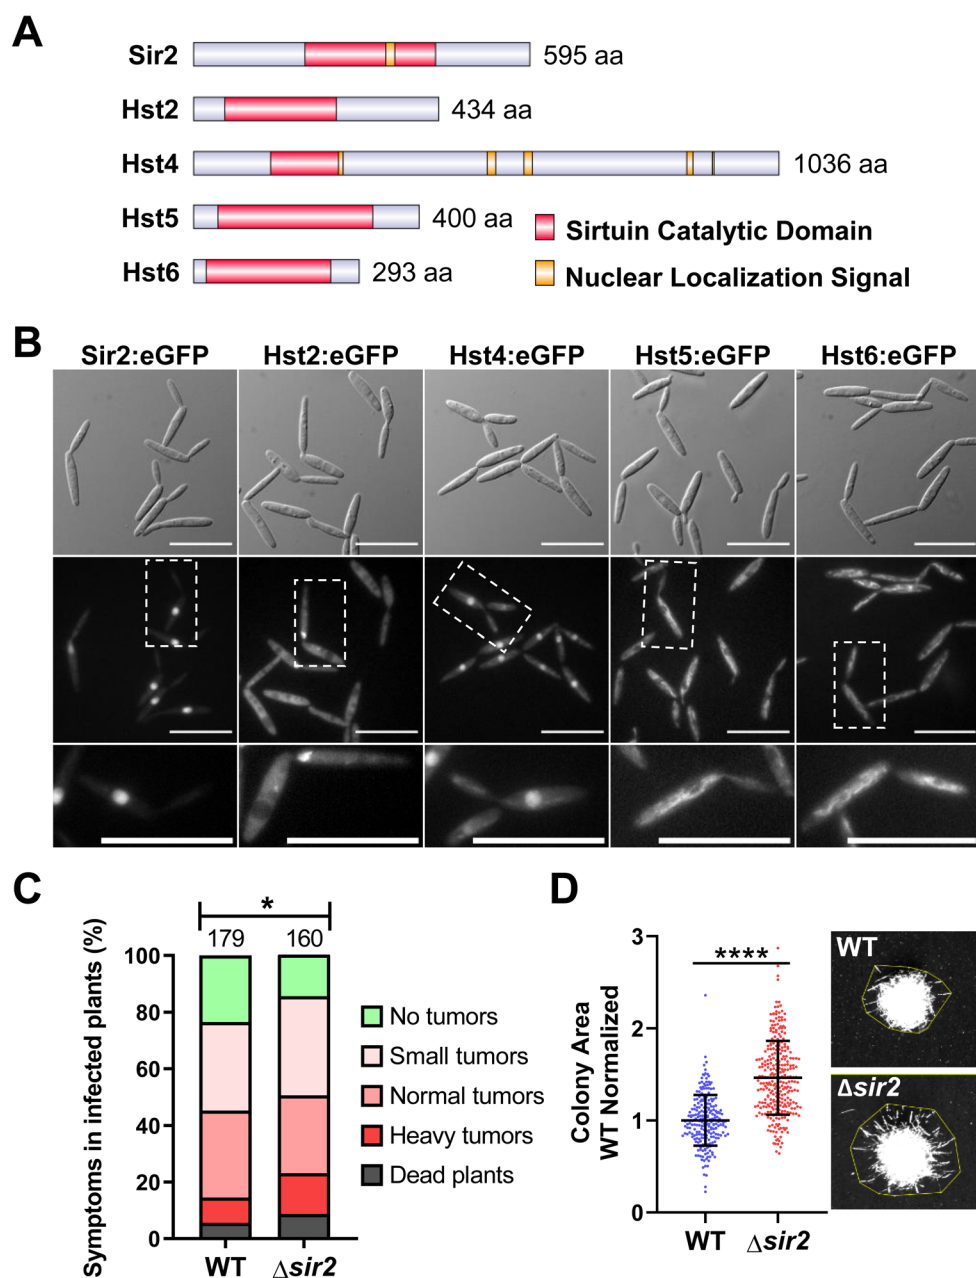 A
Sir2
595 aa
Hst2
434 aa
Hst4
1036 aa
Hst5
400 aa
Hst6
293 aa
Sirtuin Catalytic Domain
Nuclear Localization Signal
B
Sir2:eGFP Hst2:eGFP Hst4:eGFP Hst5:eGFP Hst6:eGFP
C
Symptoms in infected plants (%)
*
179 160
100
80
60
40
20
0
WT Δsir2
No tumors
Small tumors
Normal tumors
Heavy tumors
Dead plants
D
Colony Area
WT Normalized
3
2
1
0
****
WT Δsir2
WT
Δsir2